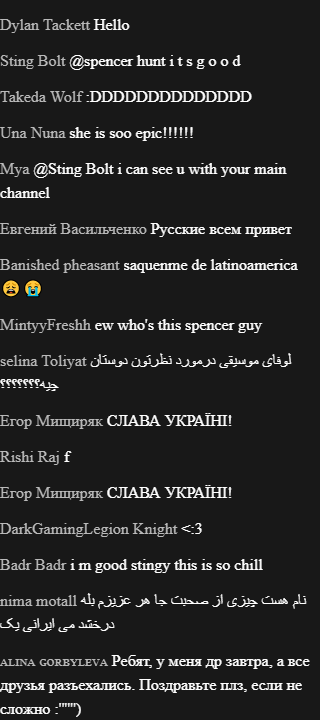 Dylan Tackett Hello
Sting Bolt @spencer hunt i t s g o o d
Takeda Wolf :DDDDDDDDDDDDDD
Una Nuna she is soo epic!!!!!!
Mya @Sting Bolt i can see u with your main
channel
Евгений Васильченко Русские всем привет
Banished pheasant saquenme de latinoamerica
😩😭
MintyyFreshh ew who's this spencer guy
selina Toliyat لوفای موسیقی درمورد نظرتون دوستان
چیه؟؟؟؟؟؟؟
Егор Мищиряк СЛАВА УКРАЇНІ!
Rishi Raj f
Егор Мищиряк СЛАВА УКРАЇНІ!
DarkGamingLegion Knight <:3
Badr Badr i m good stingy this is so chill
nima motall نام هست چیزی از صحبت جا هر عزیزم بله
درخشد می ایرانی یک
ALINA GORBYLEVA Ребят, у меня др завтра, а все
друзья разъехались. Поздравьте плз, если не
сложно :'""')